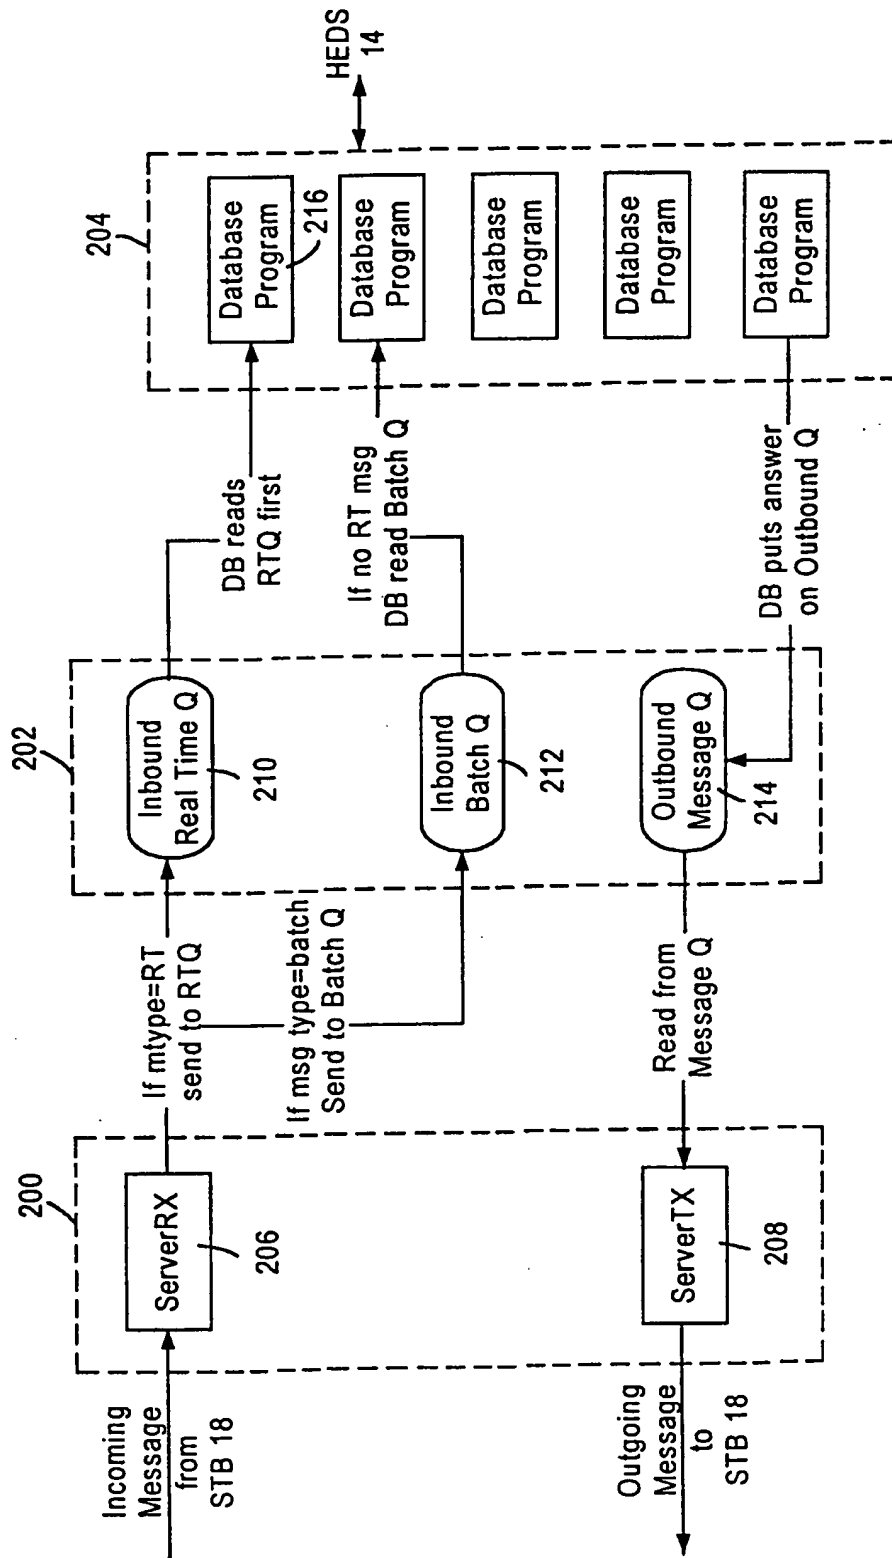 Incoming
Message
from
STB 18
200
ServerRX
206
If mtype=RT
send to RTQ
If msg type=batch
Send to Batch Q
202
Inbound
Real Time Q
210
Inbound
Batch Q
212
DB reads
RTQ first
If no RT msg
DB read Batch Q
204
Database
Program
216
Database
Program
Database
Program
Database
Program
Database
Program
HEDS
14
DB puts answer
on Outbound Q
Outbound
Message Q
214
Read from
Message Q
ServerTX
208
Outgoing
Message
to
STB 18